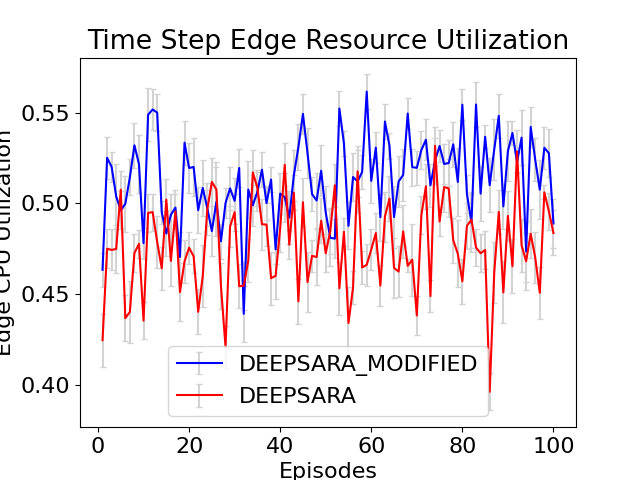 Time Step Edge Resource Utilization
Edge CPU Utilization
0.55
0.50
0.45
0.40
DEEPSARA_MODIFIED
DEEPSARA
0
20
40
60
80
100
Episodes